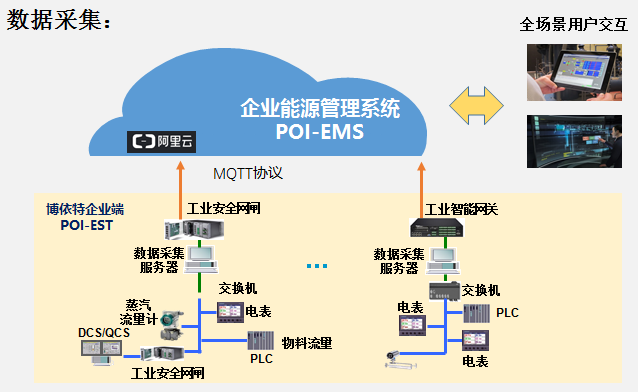 数据采集：
全场景用户交互
企业能源管理系统
POI-EMS
阿里云
MQTT协议
博依特企业端
POI-EST
工业安全网闸
数据采集
服务器
交换机
蒸汽
流量计
电表
DCS/QCS
物料流量
PLC
工业安全网闸
...
工业智能网关
数据采集
服务器
交换机
电表
PLC
电表